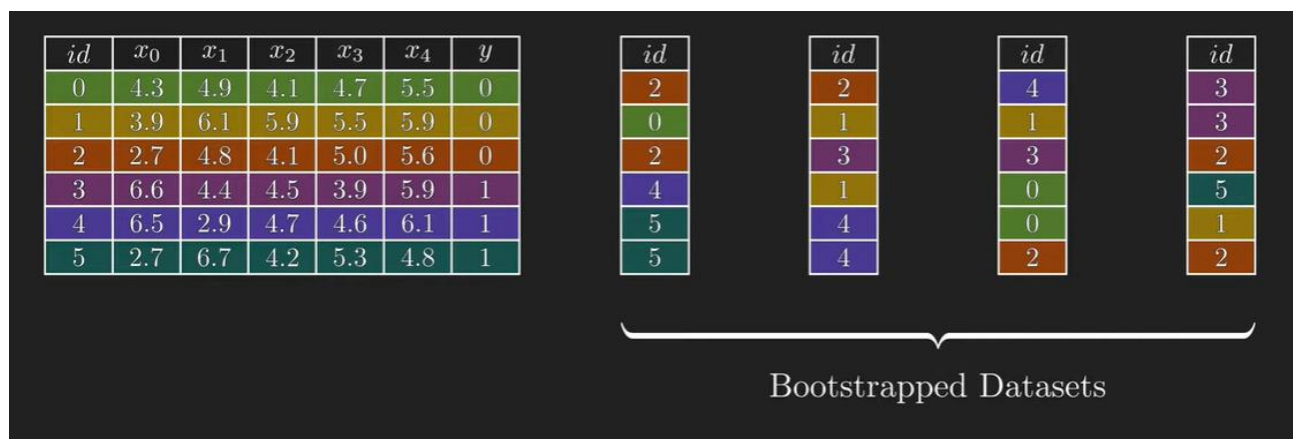 id x₀ x₁ x₂ x₃ x₄ y id id id id
0 4.3 4.9 4.1 4.7 5.5 0 2 2 4 3
1 3.9 6.1 5.9 5.5 5.9 0 0 1 1 3
2 2.7 4.8 4.1 5.0 5.6 0 2 3 3 2
3 6.6 4.4 4.5 3.9 5.9 1 4 1 0 5
4 6.5 2.9 4.7 4.6 6.1 1 5 4 0 1
5 2.7 6.7 4.2 5.3 4.8 1 5 4 2 2
Bootstrapped Datasets